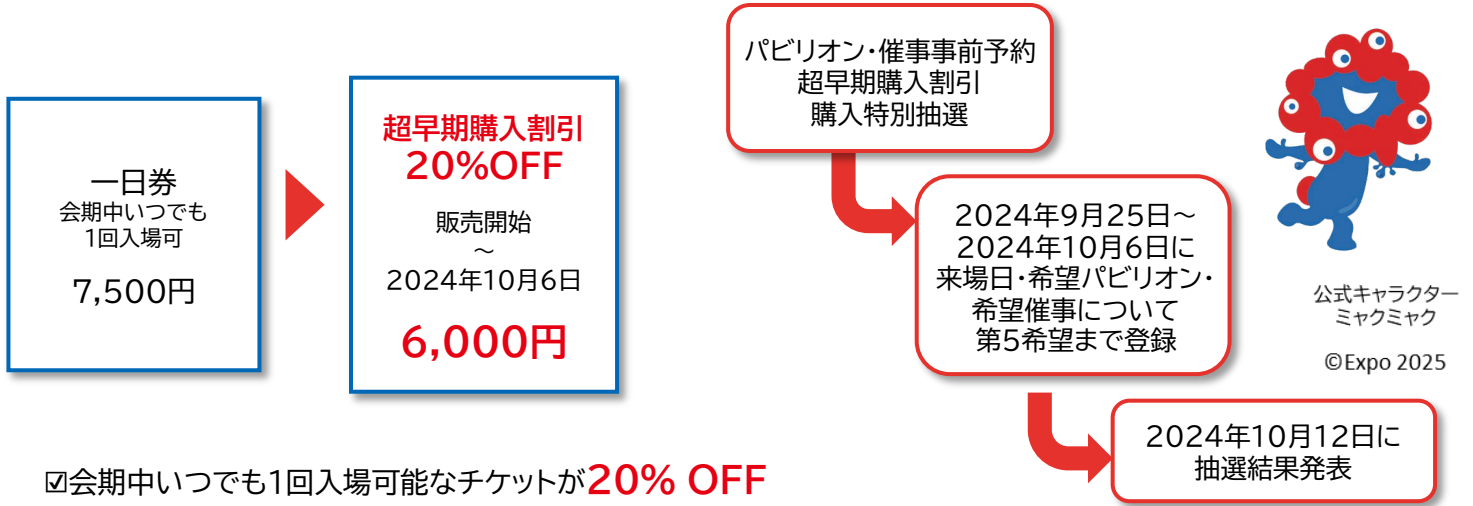 一日券
会期中いつでも
1回入場可
7,500円
超早期購入割引
20%OFF
販売開始
～
2024年10月6日
6,000円
パビリオン・催事事前予約
超早期購入割引
購入特別抽選
2024年9月25日～
2024年10月6日に
来場日・希望パビリオン・
希望催事について
第5希望まで登録
2024年10月12日に
抽選結果発表
公式キャラクター
ミャクミャク
©Expo 2025
☑会期中いつでも1回入場可能なチケットが20% OFF